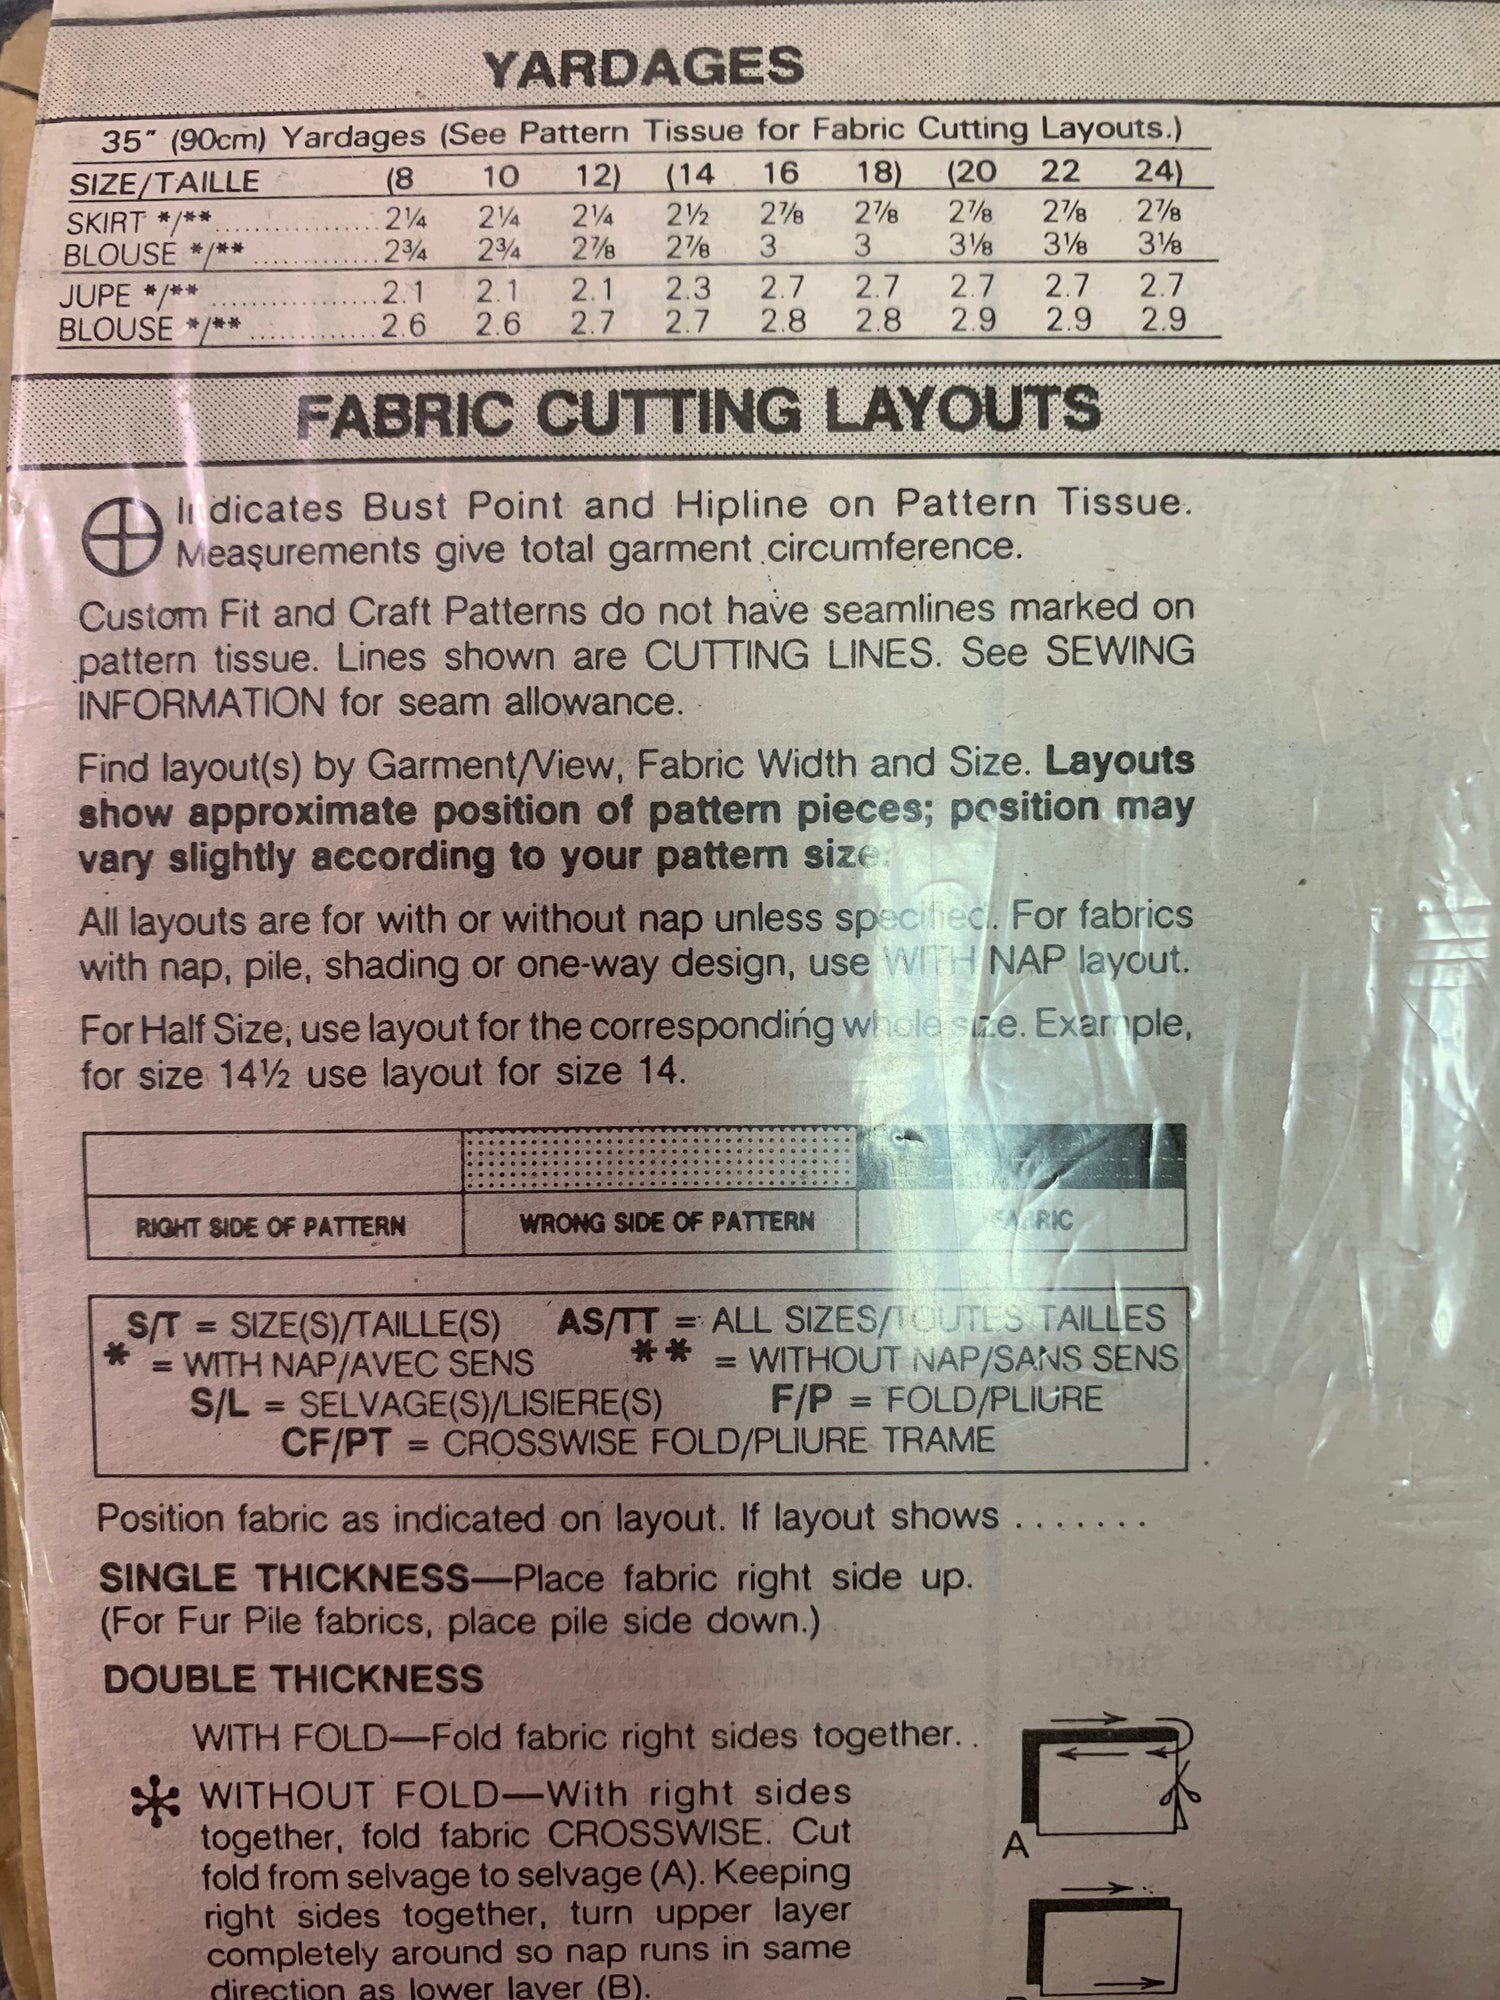 YARDAGES
35" (90cm) Yardages (See Pattern Tissue for Fabric Cutting Layouts.)
SIZE/TAILLE (8 10 12) (14 16 18) (20 22 24)
SKIRT */** 2¼ 2¼ 2¼ 2½ 2⅞ 2⅞ 2⅞ 2⅞ 2⅞
BLOUSE */** 2¾ 2¾ 2⅞ 2⅞ 3 3 3⅛ 3⅛ 3⅛
JUPE */** 2.1 2.1 2.1 2.3 2.7 2.7 2.7 2.7 2.7
BLOUSE */** 2.6 2.6 2.7 2.7 2.8 2.8 2.9 2.9 2.9
FABRIC CUTTING LAYOUTS
Indicates Bust Point and Hipline on Pattern Tissue.
Measurements give total garment circumference.
Custom Fit and Craft Patterns do not have seamlines marked on
pattern tissue. Lines shown are CUTTING LINES. See SEWING
INFORMATION for seam allowance.
Find layout(s) by Garment/View, Fabric Width and Size. Layouts
show approximate position of pattern pieces; position may
vary slightly according to your pattern size.
All layouts are for with or without nap unless specified. For fabrics
with nap, pile, shading or one-way design, use WITH NAP layout.
For Half Size, use layout for the corresponding whole size. Example,
for size 14½ use layout for size 14.
RIGHT SIDE OF PATTERN WRONG SIDE OF PATTERN FABRIC
S/T = SIZE(S)/TAILLE(S) AS/TT = ALL SIZES/TOUTES TAILLES
* = WITH NAP/AVEC SENS ** = WITHOUT NAP/SANS SENS
S/L = SELVAGE(S)/LISIERE(S) F/P = FOLD/PLIURE
CF/PT = CROSSWISE FOLD/PLIURE TRAME
Position fabric as indicated on layout. If layout shows .......
SINGLE THICKNESS—Place fabric right side up.
(For Fur Pile fabrics, place pile side down.)
DOUBLE THICKNESS
WITH FOLD—Fold fabric right sides together. .
* WITHOUT FOLD—With right sides
together, fold fabric CROSSWISE. Cut
fold from selvage to selvage (A). Keeping
right sides together, turn upper layer
completely around so nap runs in same
direction as lower layer (B).
A